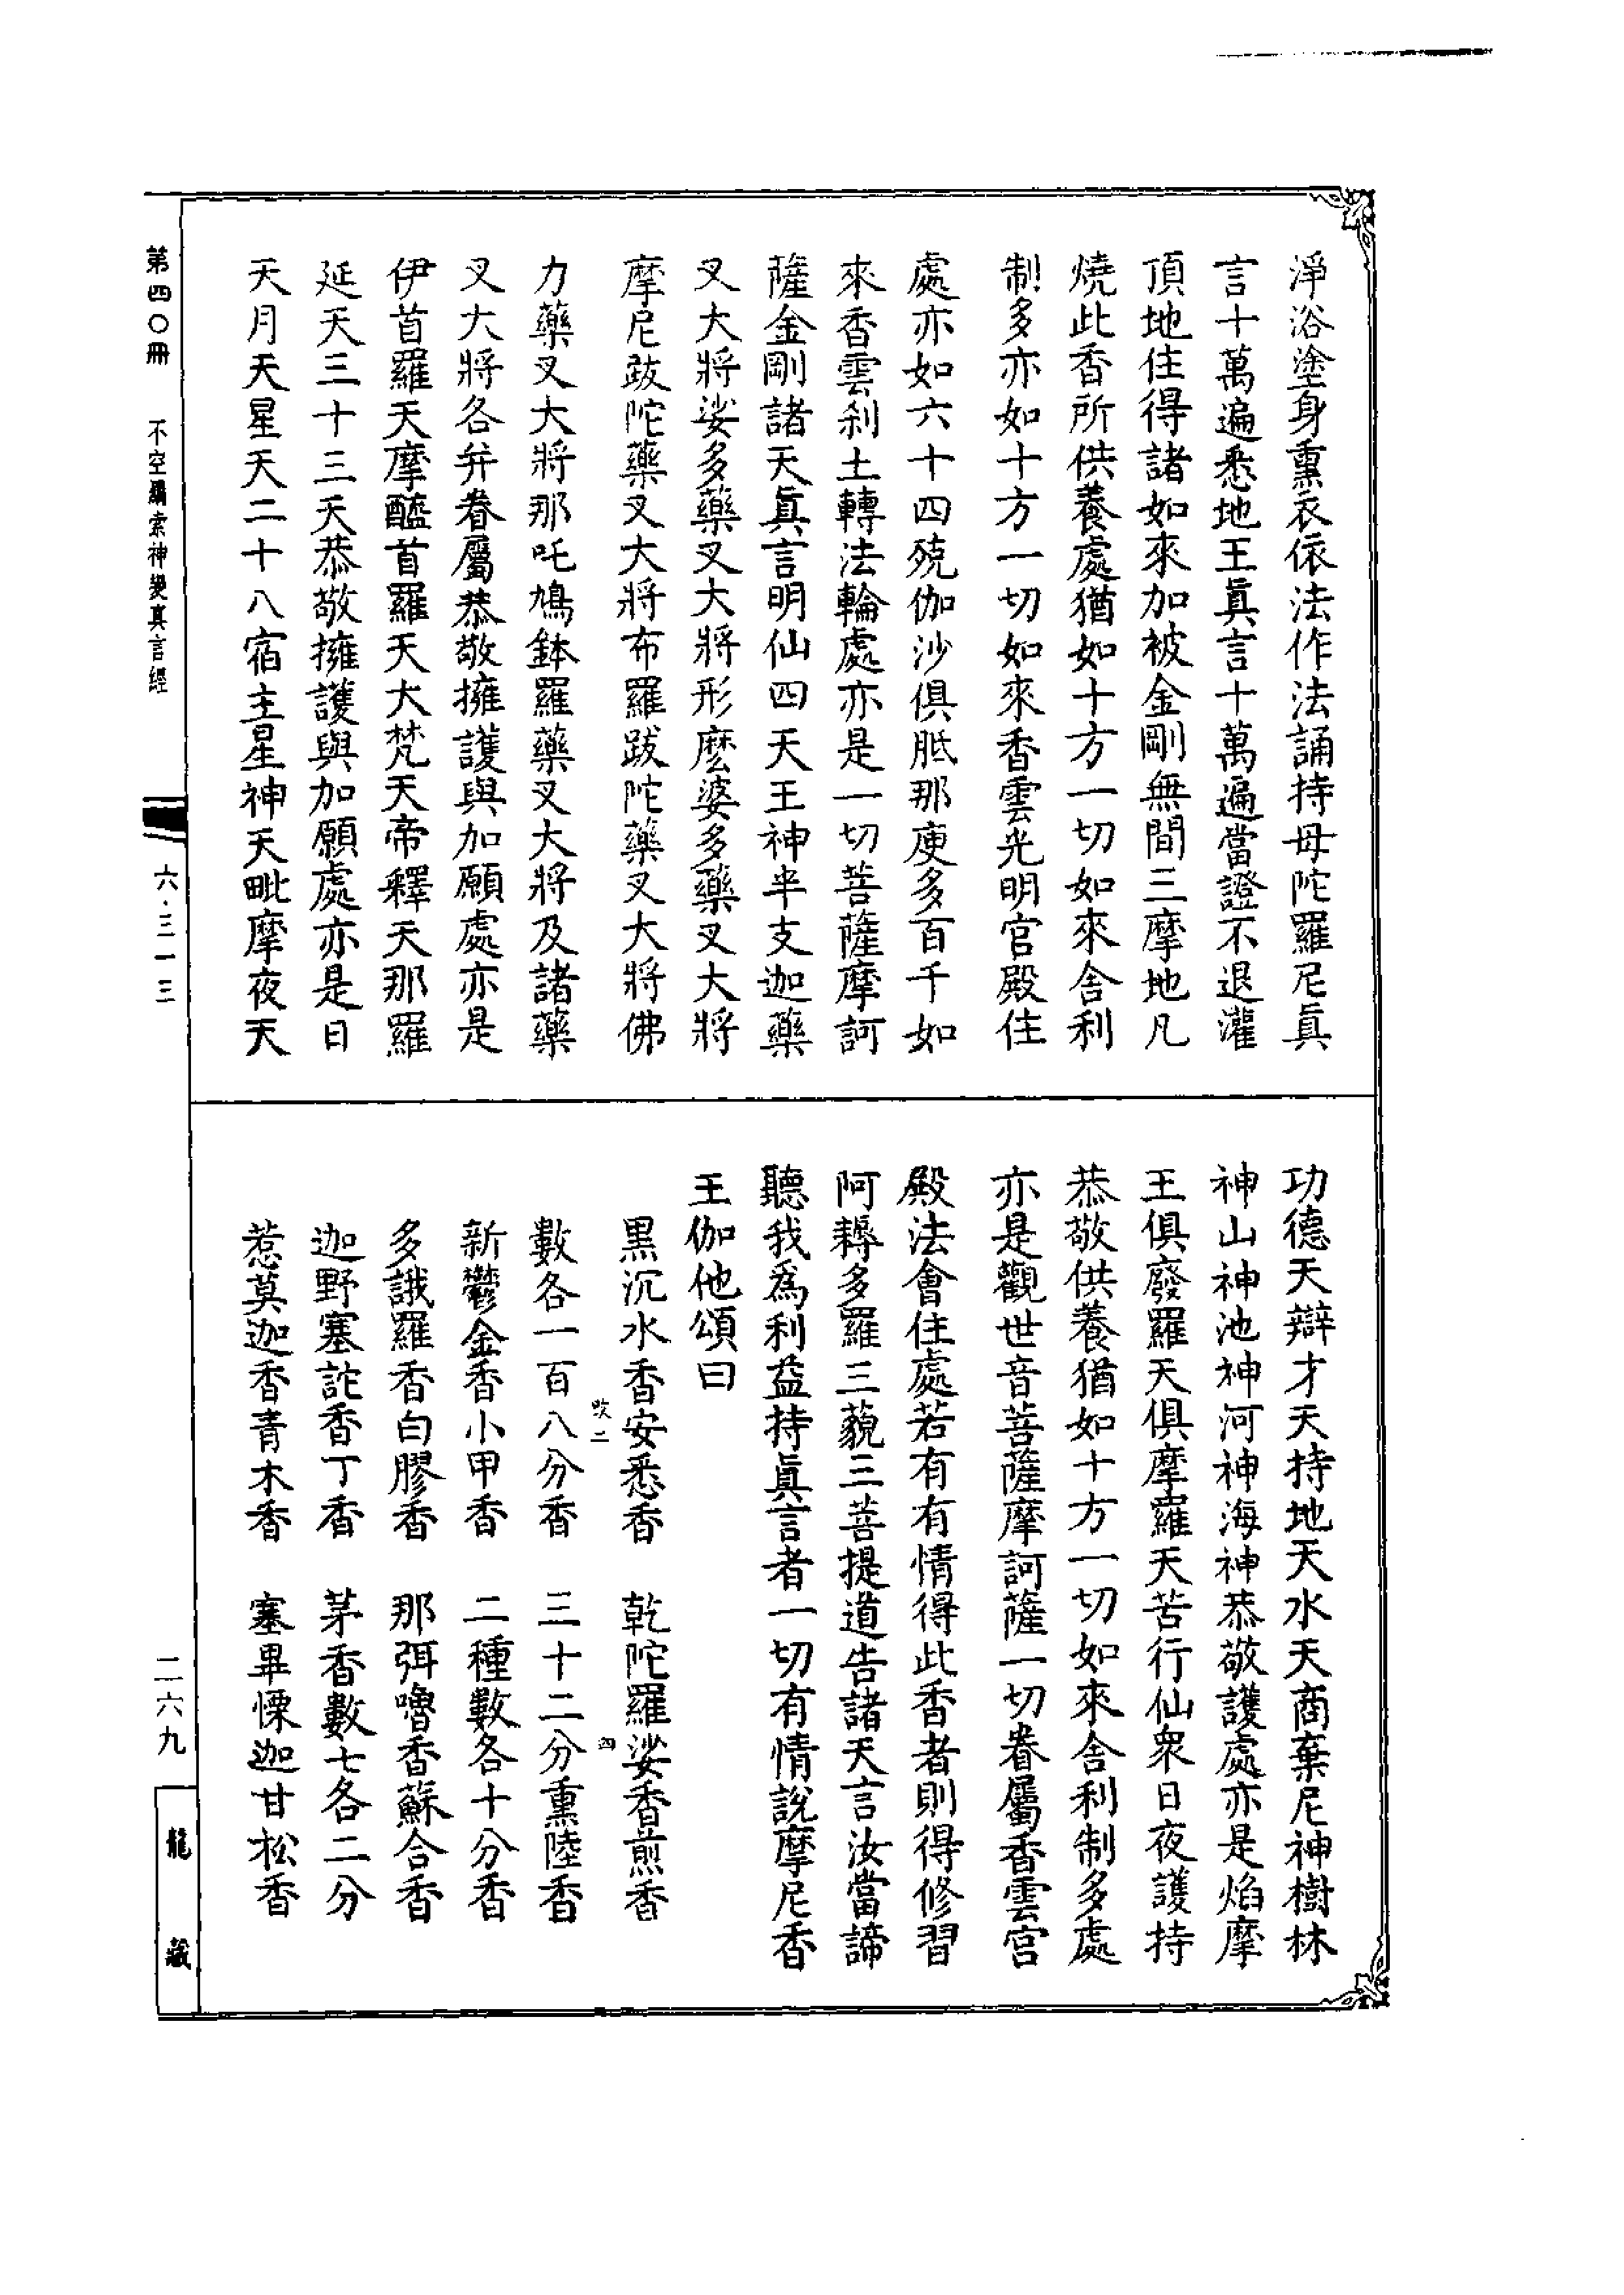 淨浴塗身熏衣依法作法誦持母陀羅尼眞
言十萬遍悉地王眞言十萬遍當證不退灌
頂地住得諸如來加被金剛無間三摩地凡
燒此香所供養處猶如十方一切如來舍利
制多亦如十方一切如來香雲光明宮殿住
處亦如六十四殑伽沙俱胝那庾多百千如
來香雲刹土轉法輪處亦是一切菩薩摩訶
薩金剛諸天眞言明仙四天王神半支迦藥
叉大將娑多藥叉大將形麽婆多藥叉大將
摩尼跋陀藥叉大將布羅跋陀藥叉大將佛
力藥叉大將那吒鳩鉢羅藥叉大將及諸藥
叉大將各并眷屬恭敬擁護與加願處亦是
伊首羅天摩醯首羅天大梵天帝釋天那羅
延天三十三天恭敬擁護與加願處亦是日
天月天星天二十八宿主星神天毗摩夜天
功德天辯才天持地天水天商棄尼神樹林
神山神池神河神海神恭敬護處亦是焰摩
王俱廢羅天俱摩羅天苦行仙衆日夜護持
恭敬供養猶如十方一切如來舍利制多處
亦是觀世音菩薩摩訶薩一切眷屬香雲宮
殿法會住處若有有情得此香者則得修習
阿耨多羅三藐三菩提道告諸天言汝當諦
聽我爲利益持眞言者一切有情說摩尼香
王伽他頌曰
黑沉水香安悉香　乾陀羅娑香煎香
數各一百八分香　三十二分熏陸香
新鬱金香小甲香　二種數各十分香
多誐羅香白膠香　那弭嚕香蘇合香
迦野塞詑香丁香　茅香數七各二分
惹莫迦香青木香　塞畢慄迦甘松香
第四〇冊　不空羂索神變真言經
六·三一三
二六九
龍藏